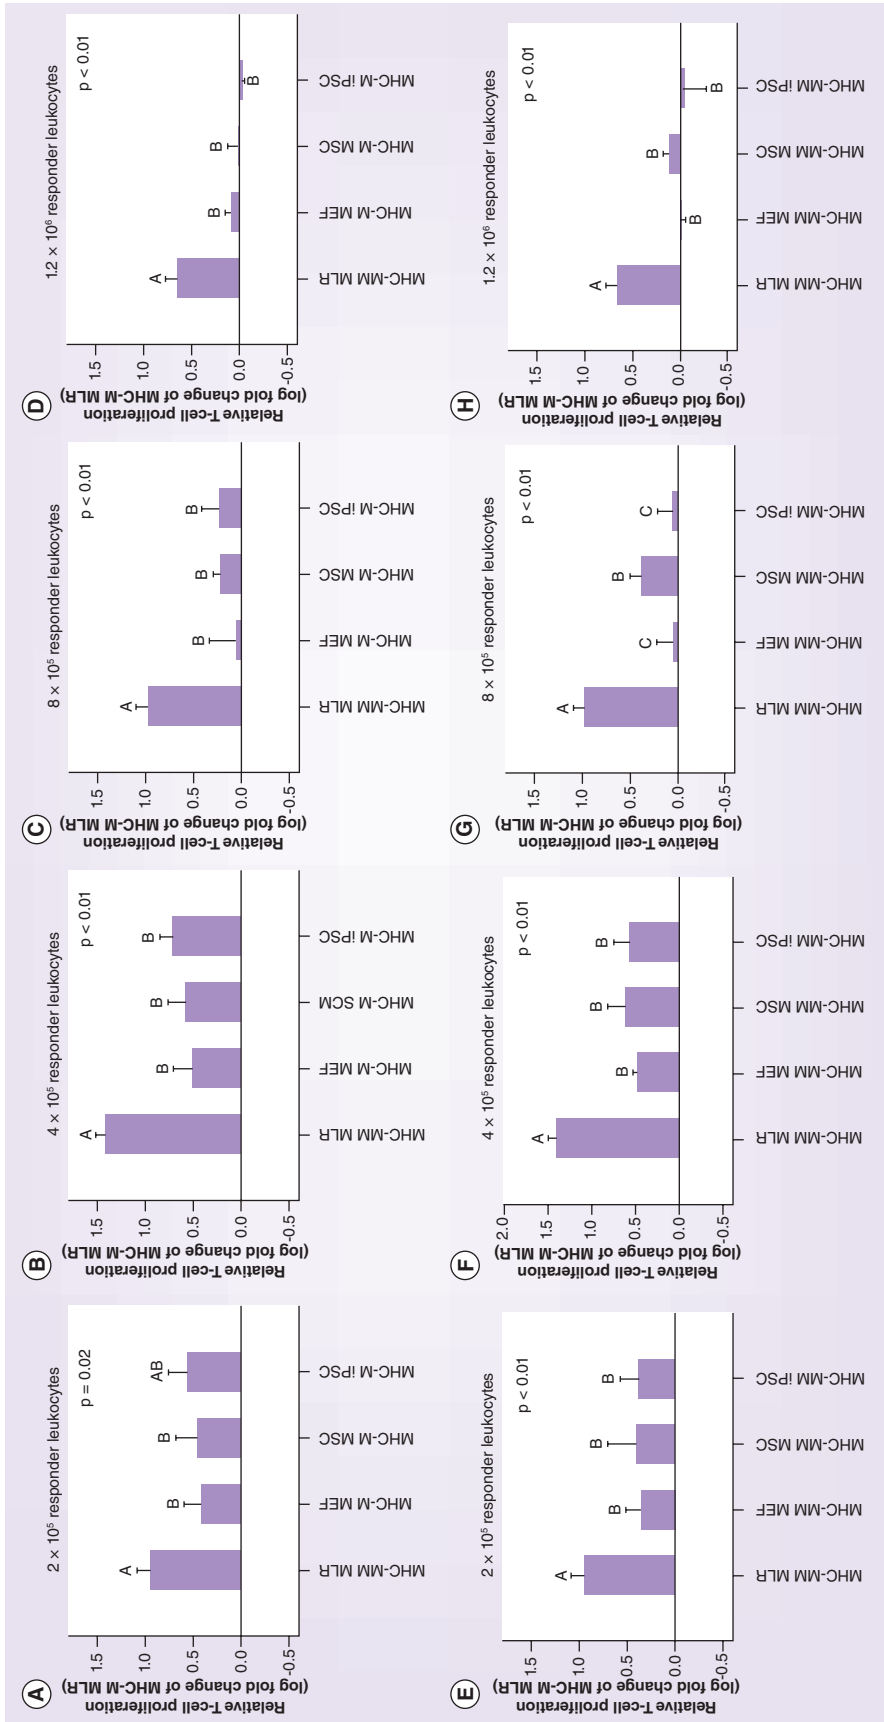 A
2 × 10⁵ responder leukocytes
p = 0.02
Relative T-cell proliferation
(log fold change of MHC-M MLR)
1.5
1.0
0.5
0.0
-0.5
A
B
B
AB
MHC-MM MLR
MHC-M MEF
MHC-M MSC
MHC-M iPSC
B
4 × 10⁵ responder leukocytes
p < 0.01
Relative T-cell proliferation
(log fold change of MHC-M MLR)
1.5
1.0
0.5
0.0
-0.5
A
B
B
B
MHC-MM MLR
MHC-M MEF
MHC-M SCM
MHC-M iPSC
C
8 × 10⁵ responder leukocytes
p < 0.01
Relative T-cell proliferation
(log fold change of MHC-M MLR)
1.5
1.0
0.5
0.0
-0.5
A
B
B
B
MHC-MM MLR
MHC-M MEF
MHC-M MSC
MHC-M iPSC
D
1.2 × 10⁶ responder leukocytes
p < 0.01
Relative T-cell proliferation
(log fold change of MHC-M MLR)
1.5
1.0
0.5
0.0
-0.5
A
B
B
B
MHC-MM MLR
MHC-M MEF
MHC-M MSC
MHC-M iPSC
E
2 × 10⁵ responder leukocytes
p < 0.01
Relative T-cell proliferation
(log fold change of MHC-M MLR)
1.5
1.0
0.5
0.0
-0.5
A
B
B
B
MHC-MM MLR
MHC-MM MEF
MHC-MM MSC
MHC-MM iPSC
F
4 × 10⁵ responder leukocytes
p < 0.01
Relative T-cell proliferation
(log fold change of MHC-M MLR)
2.0
1.5
1.0
0.5
0.0
-0.5
A
B
B
B
MHC-MM MLR
MHC-MM MEF
MHC-MM MSC
MHC-MM iPSC
G
8 × 10⁵ responder leukocytes
p < 0.01
Relative T-cell proliferation
(log fold change of MHC-M MLR)
1.5
1.0
0.5
0.0
-0.5
A
C
B
C
MHC-MM MLR
MHC-MM MEF
MHC-MM MSC
MHC-MM iPSC
H
1.2 × 10⁶ responder leukocytes
p < 0.01
Relative T-cell proliferation
(log fold change of MHC-M MLR)
1.5
1.0
0.5
0.0
-0.5
A
B
B
B
MHC-MM MLR
MHC-MM MEF
MHC-MM MSC
MHC-MM iPSC